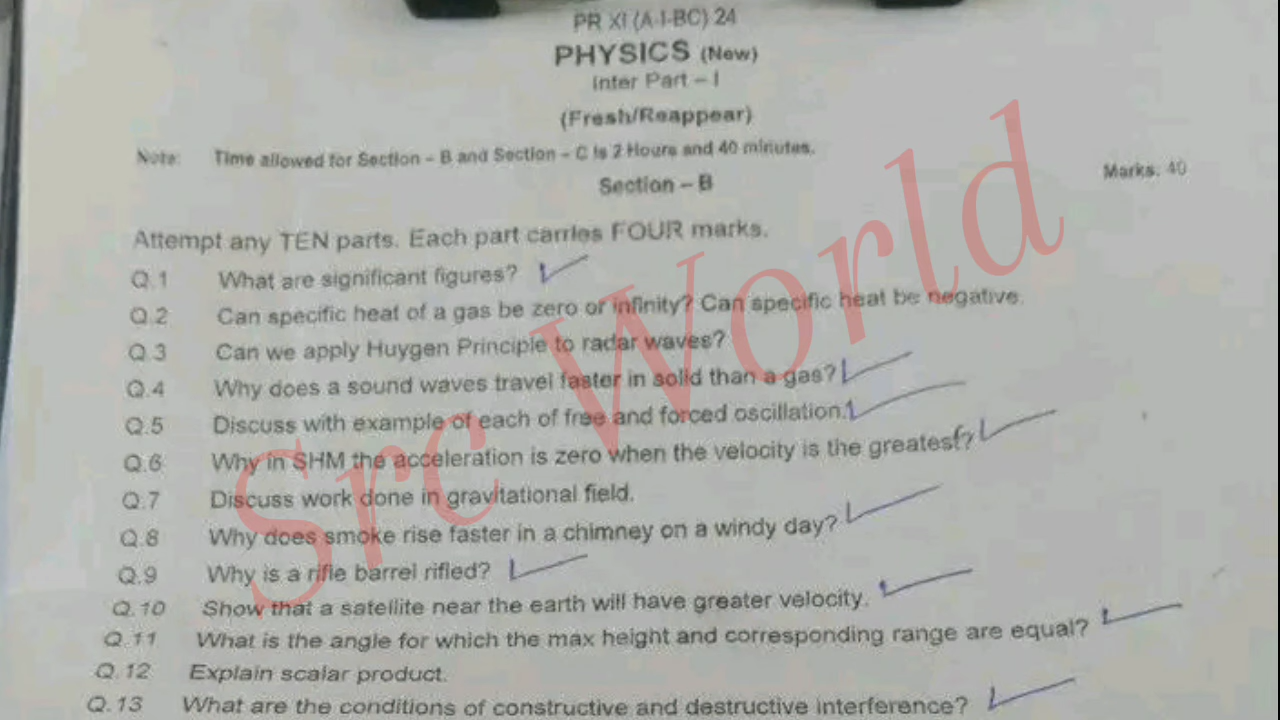 PR XI (A-I-BC) 24
PHYSICS (New)
Inter Part – I
(Fresh/Reappear)
Note: Time allowed for Section – B and Section – C is 2 Hours and 40 minutes.
Section – B
Marks: 40
Attempt any TEN parts. Each part carries FOUR marks.
Q.1 What are significant figures?
Q.2 Can specific heat of a gas be zero or infinity? Can specific heat be negative.
Q.3 Can we apply Huygen Principle to radar waves?
Q.4 Why does a sound waves travel faster in solid than a gas?
Q.5 Discuss with example of each of free and forced oscillation.
Q.6 Why in SHM the acceleration is zero when the velocity is the greatest?
Q.7 Discuss work done in gravitational field.
Q.8 Why does smoke rise faster in a chimney on a windy day?
Q.9 Why is a rifle barrel rifled?
Q.10 Show that a satellite near the earth will have greater velocity.
Q.11 What is the angle for which the max height and corresponding range are equal?
Q.12 Explain scalar product.
Q.13 What are the conditions of constructive and destructive interference?
Src World